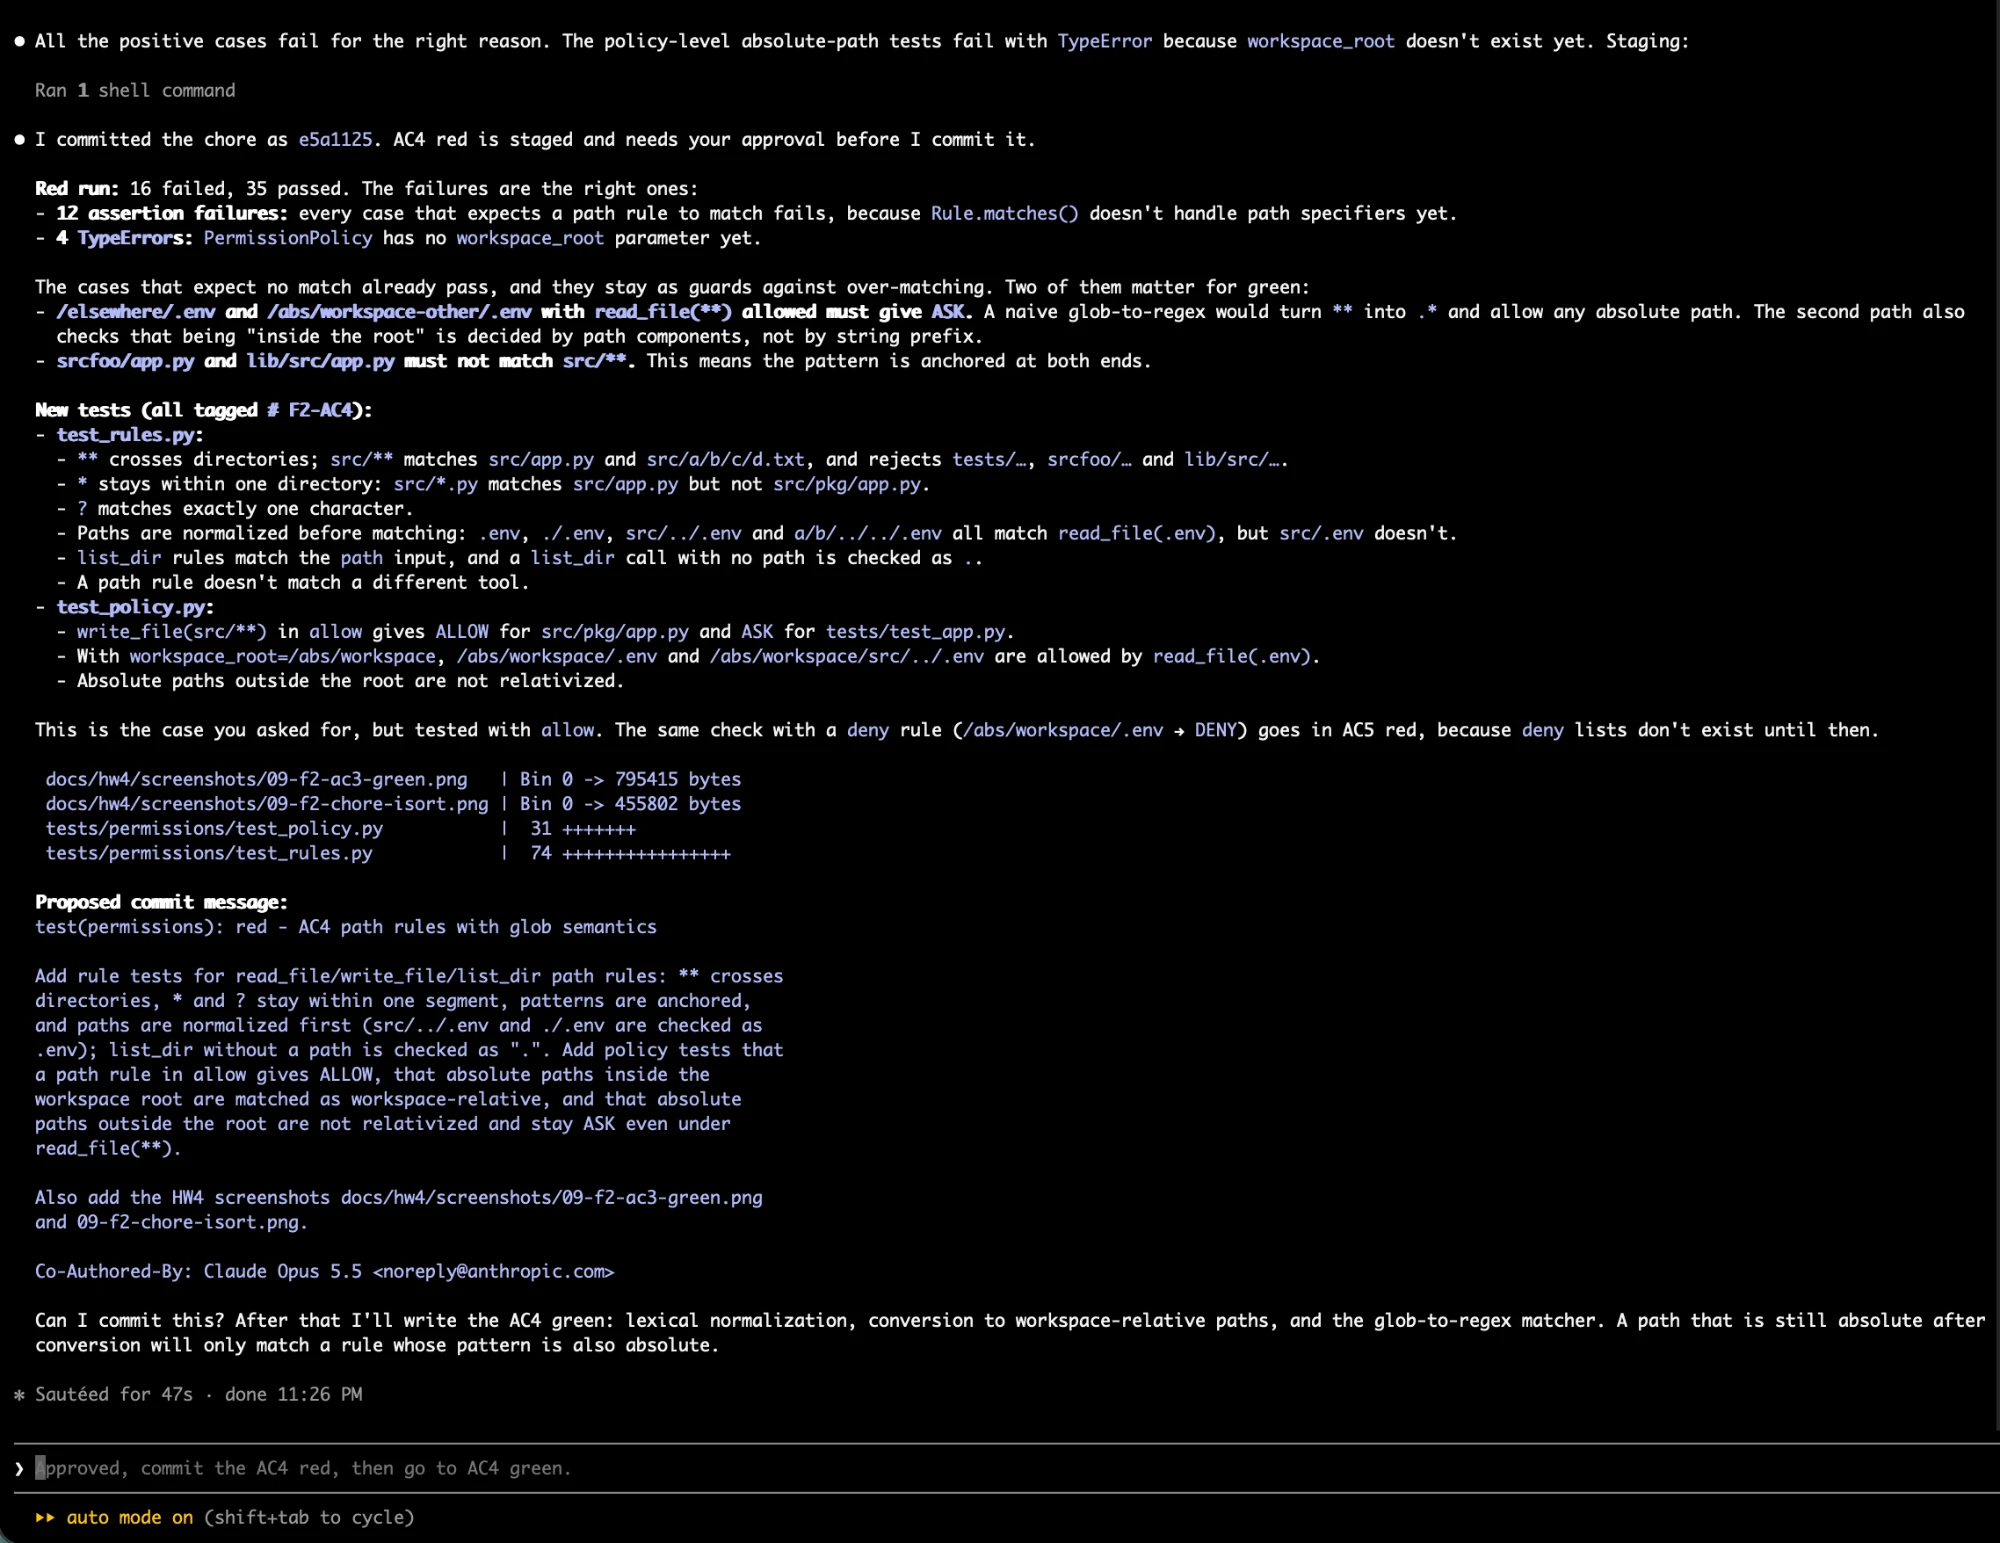 ● All the positive cases fail for the right reason. The policy-level absolute-path tests fail with TypeError because workspace_root doesn't exist yet. Staging:
Ran 1 shell command
● I committed the chore as e5a1125. AC4 red is staged and needs your approval before I commit it.
Red run: 16 failed, 35 passed. The failures are the right ones:
- 12 assertion failures: every case that expects a path rule to match fails, because Rule.matches() doesn't handle path specifiers yet.
- 4 TypeErrors: PermissionPolicy has no workspace_root parameter yet.
The cases that expect no match already pass, and they stay as guards against over-matching. Two of them matter for green:
- /elsewhere/.env and /abs/workspace-other/.env with read_file(**) allowed must give ASK. A naive glob-to-regex would turn ** into .* and allow any absolute path. The second path also
checks that being "inside the root" is decided by path components, not by string prefix.
- srcfoo/app.py and lib/src/app.py must not match src/**. This means the pattern is anchored at both ends.
New tests (all tagged # F2-AC4):
- test_rules.py:
- ** crosses directories; src/** matches src/app.py and src/a/b/c/d.txt, and rejects tests/…, srcfoo/… and lib/src/….
- * stays within one directory: src/*.py matches src/app.py but not src/pkg/app.py.
- ? matches exactly one character.
- Paths are normalized before matching: .env, ./.env, src/../.env and a/b/../../.env all match read_file(.env), but src/.env doesn't.
- list_dir rules match the path input, and a list_dir call with no path is checked as ..
- A path rule doesn't match a different tool.
- test_policy.py:
- write_file(src/**) in allow gives ALLOW for src/pkg/app.py and ASK for tests/test_app.py.
- With workspace_root=/abs/workspace, /abs/workspace/.env and /abs/workspace/src/../.env are allowed by read_file(.env).
- Absolute paths outside the root are not relativized.
This is the case you asked for, but tested with allow. The same check with a deny rule (/abs/workspace/.env → DENY) goes in AC5 red, because deny lists don't exist until then.
docs/hw4/screenshots/09-f2-ac3-green.png | Bin 0 -> 795415 bytes
docs/hw4/screenshots/09-f2-chore-isort.png | Bin 0 -> 455802 bytes
tests/permissions/test_policy.py | 31 +++++++
tests/permissions/test_rules.py | 74 ++++++++++++++++
Proposed commit message:
test(permissions): red - AC4 path rules with glob semantics
Add rule tests for read_file/write_file/list_dir path rules: ** crosses
directories, * and ? stay within one segment, patterns are anchored,
and paths are normalized first (src/../.env and ./.env are checked as
.env); list_dir without a path is checked as ".". Add policy tests that
a path rule in allow gives ALLOW, that absolute paths inside the
workspace root are matched as workspace-relative, and that absolute
paths outside the root are not relativized and stay ASK even under
read_file(**).
Also add the HW4 screenshots docs/hw4/screenshots/09-f2-ac3-green.png
and 09-f2-chore-isort.png.
Co-Authored-By: Claude Opus 5.5 <noreply@anthropic.com>
Can I commit this? After that I'll write the AC4 green: lexical normalization, conversion to workspace-relative paths, and the glob-to-regex matcher. A path that is still absolute after
conversion will only match a rule whose pattern is also absolute.
* Sautéed for 47s · done 11:26 PM
❯ Approved, commit the AC4 red, then go to AC4 green.
▸▸ auto mode on (shift+tab to cycle)